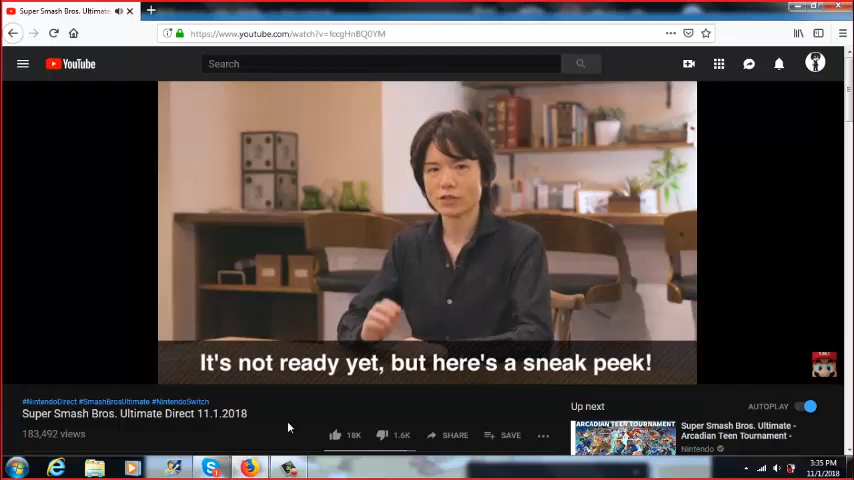 Super Smash Bros. Ultimate
https://www.youtube.com/watch?v=fccgHnBQ0YM
YouTube
Search
It's not ready yet, but here's a sneak peek!
#NintendoDirect #SmashBrosUltimate #NintendoSwitch
Super Smash Bros. Ultimate Direct 11.1.2018
183,492 views
18K
1.6K
SHARE
SAVE
Up next
AUTOPLAY
ARCADIAN TEEN TOURNAMENT
Super Smash Bros. Ultimate -
Arcadian Teen Tournament -
Nintendo
3:35 PM
11/1/2018